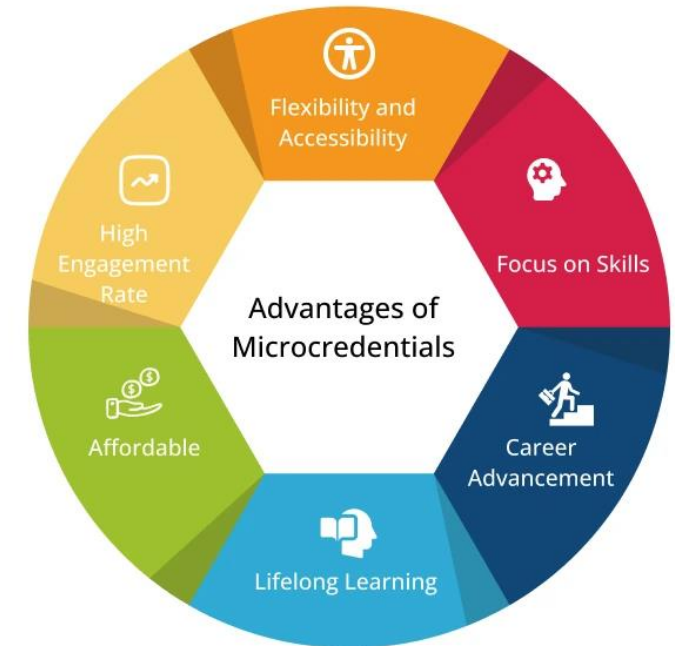 Flexibility and
Accessibility
Focus on Skills
Career
Advancement
Lifelong Learning
Affordable
High
Engagement
Rate
Advantages of
Microcredentials